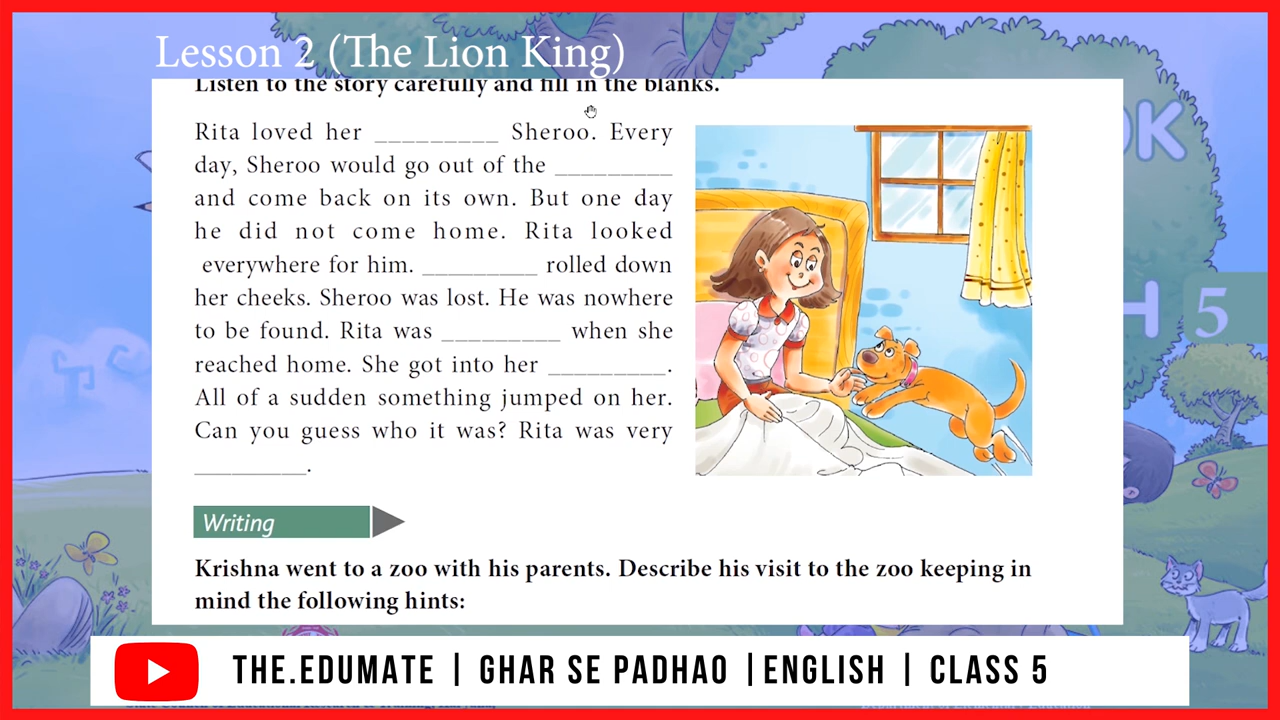 Lesson 2 (The Lion King)
Listen to the story carefully and fill in the blanks.
Rita loved her _________ Sheroo. Every
day, Sheroo would go out of the _________
and come back on its own. But one day
he did not come home. Rita looked
everywhere for him. _________ rolled down
her cheeks. Sheroo was lost. He was nowhere
to be found. Rita was _________ when she
reached home. She got into her _________.
All of a sudden something jumped on her.
Can you guess who it was? Rita was very
_________.
OK
H 5
Writing
Krishna went to a zoo with his parents. Describe his visit to the zoo keeping in
mind the following hints:
THE.EDUMATE | GHAR SE PADHAO |ENGLISH | CLASS 5